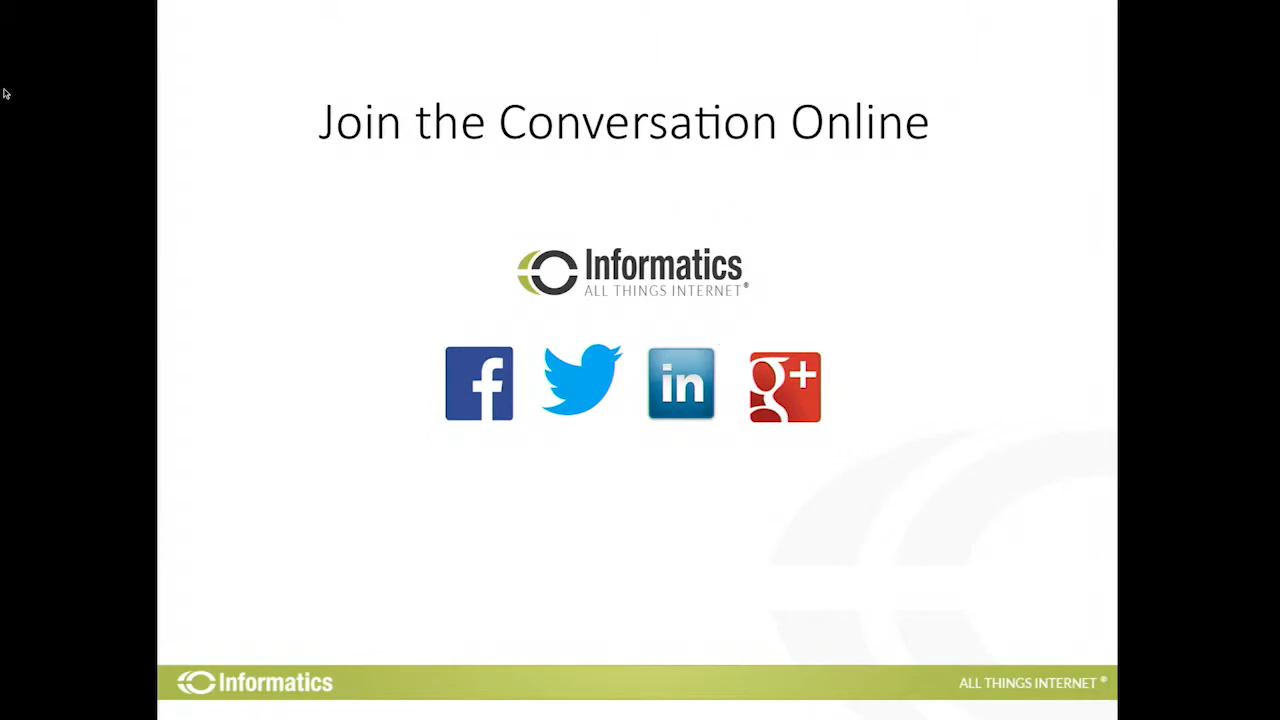 Join the Conversation Online
Informatics
ALL THINGS INTERNET®
f in g+
Informatics
ALL THINGS INTERNET ®